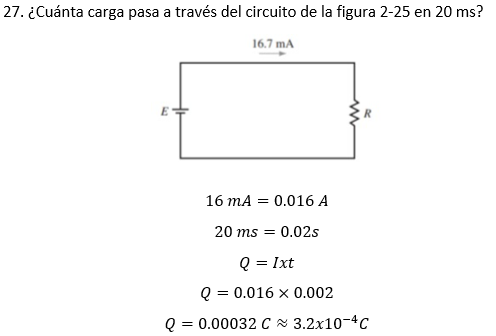 27. ¿Cuánta carga pasa a través del circuito de la figura 2-25 en 20 ms?
16.7 mA
E
R
16 mA = 0.016 A
20 ms = 0.02s
Q = Ixt
Q = 0.016 × 0.002
Q = 0.00032 C ≈ 3.2x10⁻⁴C